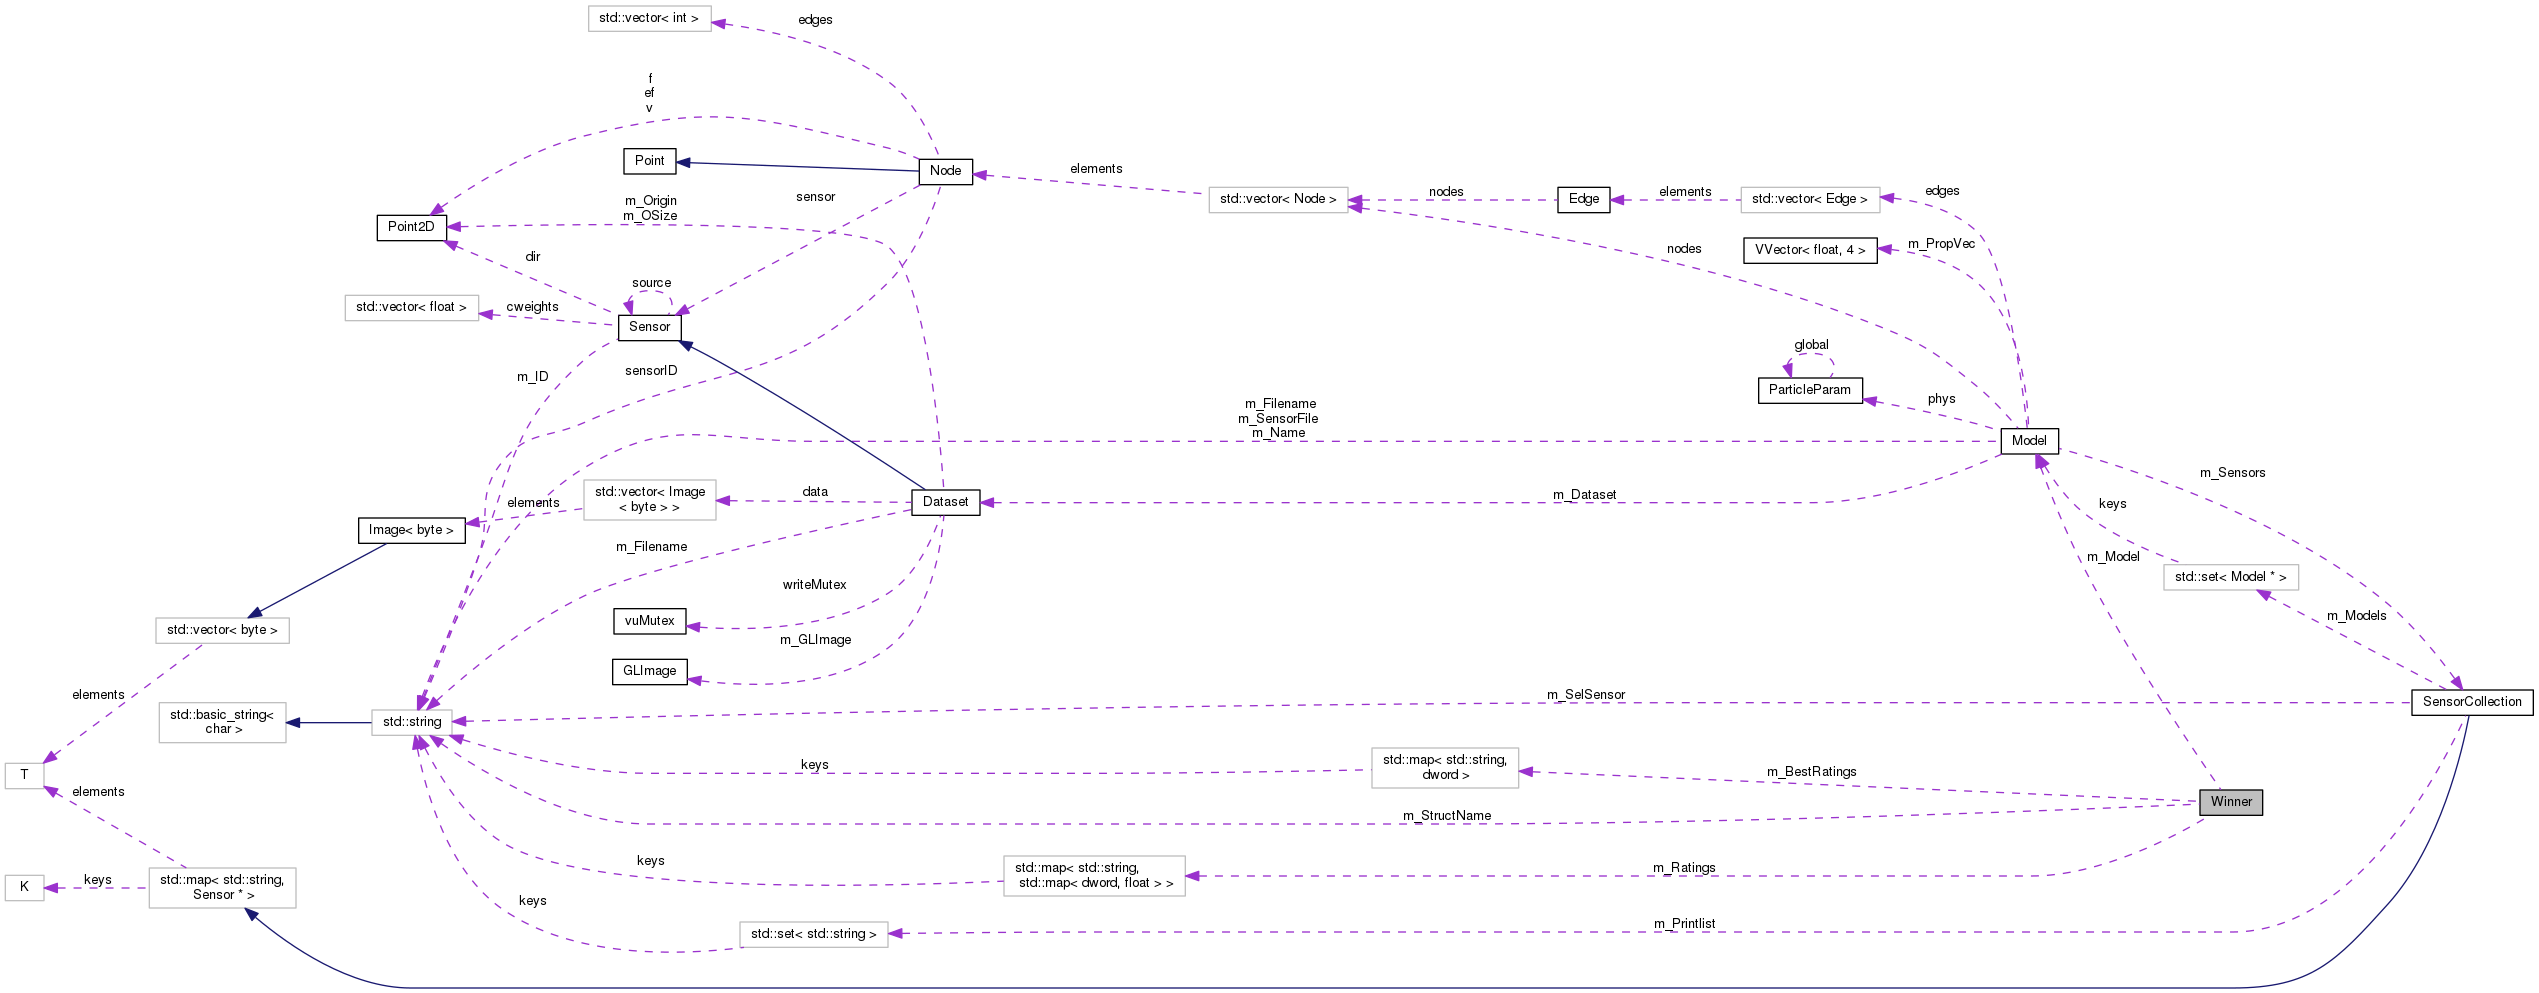 std::vector< int >
edges
f
ef
v
Point
Node
elements
std::vector< Node >
nodes
Edge
elements
std::vector< Edge >
edges
sensor
m_Origin
m_OSize
Point2D
dir
source
nodes
VVector< float, 4 >
m_PropVec
std::vector< float >
cweights
Sensor
global
ParticleParam
phys
m_ID
sensorID
m_Filename
m_SensorFile
m_Name
Model
m_Sensors
elements
std::vector< Image
< byte > >
data
Dataset
m_Dataset
keys
Image< byte >
m_Filename
m_Model
std::set< Model * >
writeMutex
m_Models
std::vector< byte >
vuMutex
m_GLImage
GLImage
elements
m_SelSensor
SensorCollection
std::basic_string<
char >
std::string
T
keys
std::map< std::string,
dword >
m_BestRatings
elements
Winner
m_StructName
keys
std::map< std::string,
std::map< dword, float > >
m_Ratings
K
keys
std::map< std::string,
Sensor * >
keys
std::set< std::string >
m_Printlist